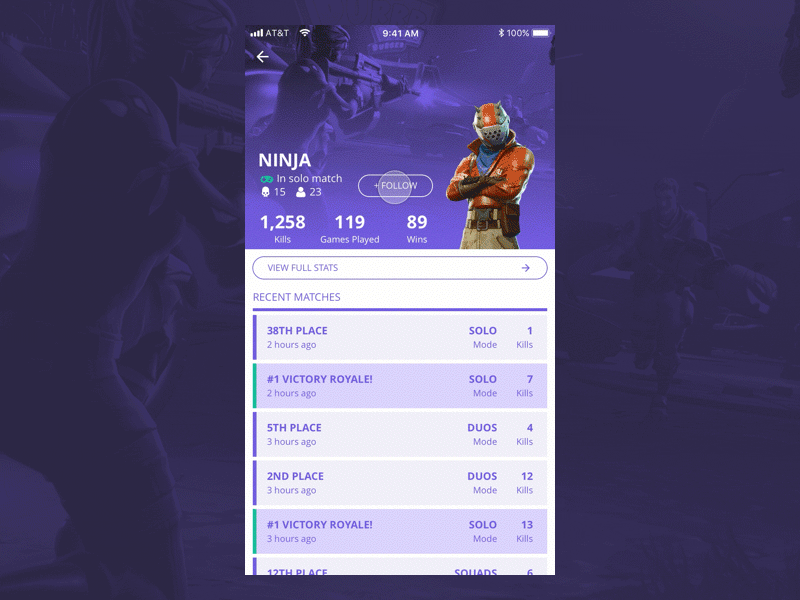 AT&T 9:41 AM 100%
NINJA
In solo match
15 23
+ FOLLOW
1,258 119 89
Kills Games Played Wins
VIEW FULL STATS
RECENT MATCHES
38TH PLACE SOLO 1
2 hours ago Mode Kills
#1 VICTORY ROYALE! SOLO 7
2 hours ago Mode Kills
5TH PLACE DUOS 4
3 hours ago Mode Kills
2ND PLACE DUOS 12
3 hours ago Mode Kills
#1 VICTORY ROYALE! SOLO 13
3 hours ago Mode Kills
12TH PLACE SQUADS 6